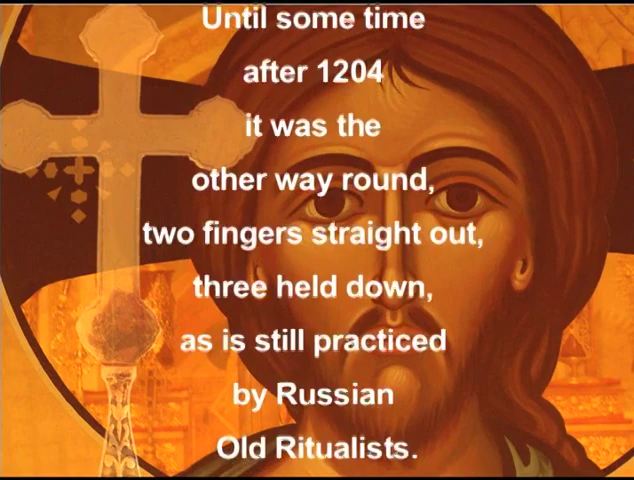 Until some time
after 1204
it was the
other way round,
two fingers straight out,
three held down,
as is still practiced
by Russian
Old Ritualists.